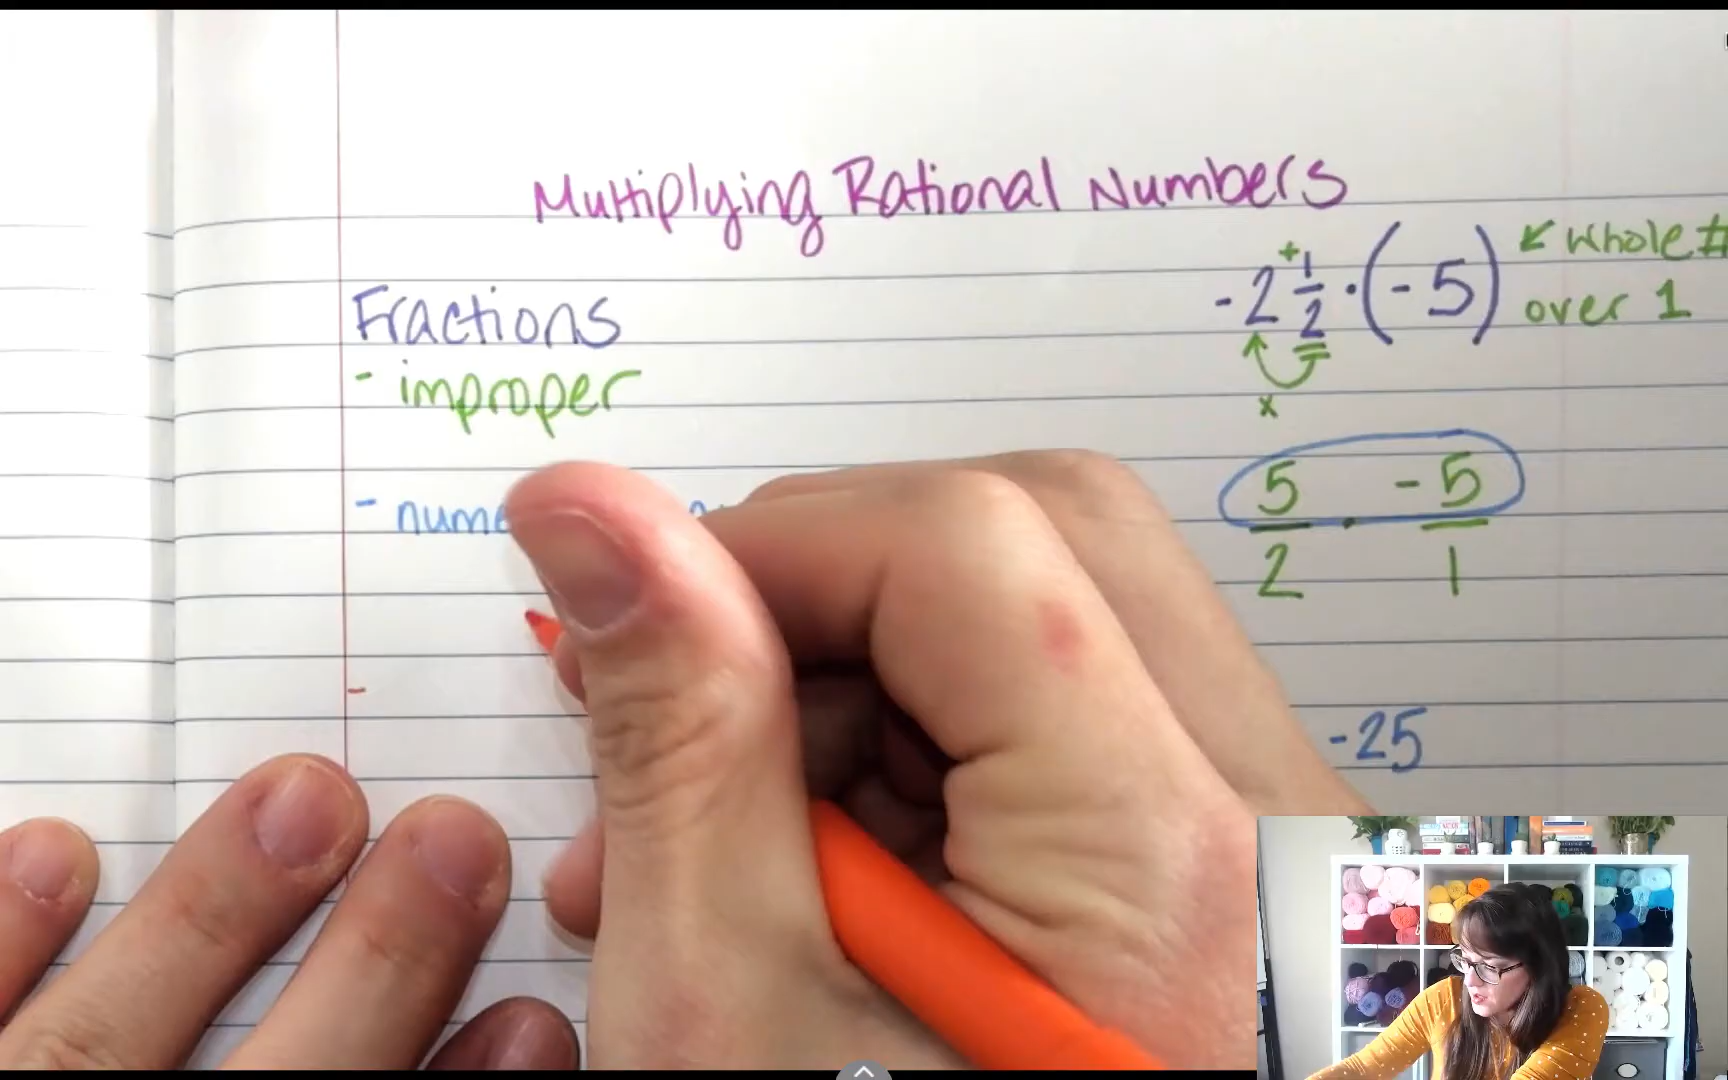 Multiplying Rational Numbers
Fractions
- improper
- nume
-
-2 + 1/2 · (-5)
x
↙ Whole #
over 1
5/2 · -5/1
-25